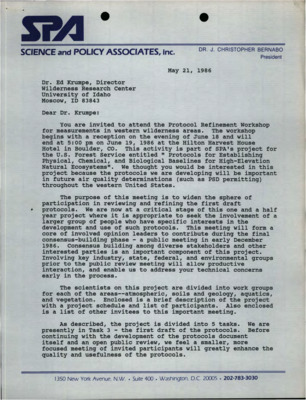 SPA
SCIENCE and POLICY ASSOCIATES, Inc.
DR. J. CHRISTOPHER BERNABO
President
May 21, 1986
Dr. Ed Krumpe, Director
Wilderness Research Center
University of Idaho
Moscow, ID 83843
Dear Dr. Krumpe:
You are invited to attend the Protocol Refinement Workshop
for measurements in western wilderness areas. The workshop
begins with a reception on the evening of June 18 and will
end at 5:00 pm on June 19, 1986 at the Hilton Harvest House
Hotel in Boulder, CO. This activity is part of SPA's project for
the U.S. Forest Service entitled "Protocols for Establishing
Physical, Chemical, and Biological Baselines for High-Elevation
Natural Ecosystems". We thought you would be interested in this
project because the protocols we are developing will be important
in future air quality determinations (such as PSD permitting)
throughout the western United States.
The purpose of this meeting is to widen the sphere of
participation in reviewing and refining the first draft
protocols. We are now at a critical stage of this one and a half
year project where it is appropriate to seek the involvement of a
larger group of people who have specific interests in the
development and use of such protocols. This meeting will form a
core of involved opinion leaders to contribute during the final
consensus-building phase - a public meeting in early December
1986. Consensus building among diverse stakeholders and other
interested parties is an important component of this project.
Involving key industry, state, federal, and environmental groups
prior to the public review meeting will allow productive
interaction, and enable us to address your technical concerns
early in the process.
The scientists on this project are divided into work groups
for each of the areas--atmospheric, soils and geology, aquatics,
and vegetation. Enclosed is a brief description of the project
with a project schedule and list of participants. Also enclosed
is a list of other invitees to this important meeting.
As described, the project is divided into 5 tasks. We are
presently in Task 3 - the first draft of the protocols. Before
continuing with the development of the protocols document
itself and an open public review, we feel a smaller, more
focused meeting of invited participants will greatly enhance the
quality and usefulness of the protocols.
1350 New York Avenue, N.W. • Suite 400 • Washington, D.C. 20005 • 202-783-3030